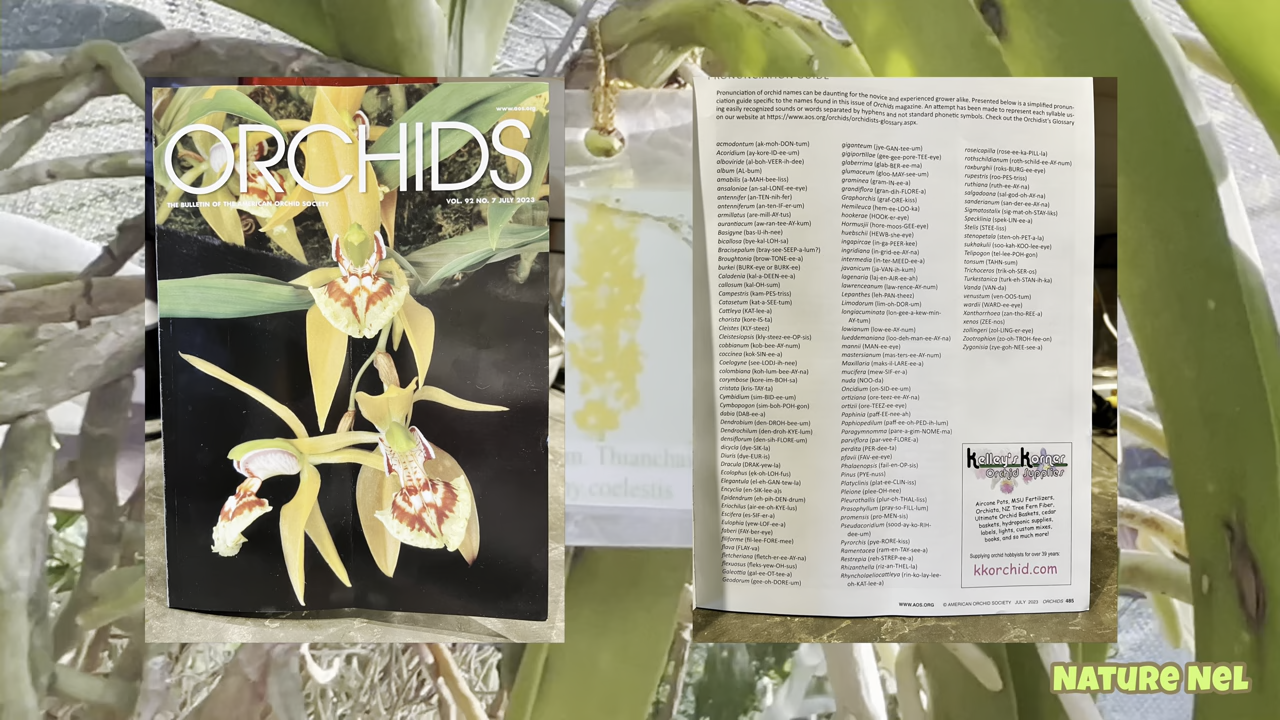 www.aos.org
ORCHIDS
THE BULLETIN OF THE AMERICAN ORCHID SOCIETY
VOL. 92 NO. 7 JULY 2023
PRONUNCIATION GUIDE
Pronunciation of orchid names can be daunting for the novice and experienced grower alike. Presented below is a simplified pronun-
ciation guide specific to the names found in this issue of Orchids magazine. An attempt has been made to represent each syllable us-
ing easily recognized sounds or words separated by hyphens and not standard phonetic symbols. Check out the Orchidist's Glossary
on our website at https://www.aos.org/orchids/orchidists-glossary.aspx.
acmodontum (ak-moh-DON-tum)
Acoridium (ay-kore-ID-ee-um)
alboviride (al-boh-VEER-ih-dee)
album (AL-bum)
amabilis (a-MAH-bee-liss)
ansaloniae (an-sal-LONE-ee-eye)
antennifer (an-TEN-nih-fer)
antenniferum (an-ten-IF-er-um)
armillatus (are-mill-AY-tus)
aurantiacum (aw-ran-tee-AY-kum)
Basigyne (bas-IJ-ih-nee)
bicallosa (bye-kal-LOH-sa)
Bracisepalum (bray-see-SEEP-a-lum?)
Broughtonia (brow-TONE-ee-a)
burkei (BURK-eye or BURK-ee)
Caladenia (kal-a-DEEN-ee-a)
callosum (kal-OH-sum)
Campestris (kam-PES-triss)
Catasetum (kat-a-SEE-tum)
Cattleya (KAT-lee-a)
chorista (kore-IS-ta)
Cleistes (KLY-steez)
Cleistesiopsis (kly-steez-ee-OP-sis)
cobbianum (kob-bee-AY-num)
coccinea (kok-SIN-ee-a)
Coelogyne (see-LODJ-ih-nee)
colombiana (koh-lum-bee-AY-na)
corymbose (kore-im-BOH-sa)
cristata (kris-TAY-ta)
Cymbidium (sim-BID-ee-um)
Cymbopogon (sim-boh-POH-gon)
dabia (DAB-ee-a)
Dendrobium (den-DROH-bee-um)
Dendrochilum (den-droh-KYE-lum)
densiflorum (den-sih-FLORE-um)
dicycla (dye-SIK-la)
Diuris (dye-EUR-is)
Dracula (DRAK-yew-la)
Ecolophus (ek-oh-LOH-fus)
Elegantula (el-eh-GAN-tew-la)
Encyclia (en-SIK-lee-a)
Epidendrum (eh-pih-DEN-drum)
Eriochilus (air-ee-oh-KYE-lus)
Escifera (es-SIF-er-a)
Eulophia (yew-LOF-ee-a)
faberi (FAY-ber-eye)
filiforme (fil-lee-FORE-mee)
flava (FLAY-va)
fletcheriana (fletch-er-ee-AY-na)
flexuosus (fleks-yew-OH-sus)
Galeottia (gal-ee-OT-tee-a)
Geodorum (gee-oh-DORE-um)
giganteum (jye-GAN-tee-um)
gigiportillae (gee-gee-pore-TEE-eye)
glaberrima (glab-BER-ee-ma)
glumaceum (gloo-MAY-see-um)
graminea (gram-IN-ee-a)
grandiflora (gran-dih-FLORE-a)
Graphorchis (graf-ORE-kiss)
Hemileuca (hem-ee-LOO-ka)
hookerae (HOOK-er-eye)
Hormusjii (hore-moos-GEE-eye)
huebschii (HEWB-she-eye)
ingapircae (in-ga-PEER-kee)
ingridiana (in-grid-ee-AY-na)
intermedia (in-ter-MEED-ee-a)
javanicum (ja-VAN-ih-kum)
lagenaria (laj-en-AIR-ee-ah)
lawrenceanum (law-rence-AY-num)
Lepanthes (leh-PAN-theez)
Limodorum (lim-oh-DOR-um)
longiacuminata (lon-gee-a-kew-min-
AY-tum)
lowianum (low-ee-AY-num)
lueddemaniana (loo-deh-man-ee-AY-na)
mannii (MAN-ee-eye)
mastersianum (mas-ters-ee-AY-num)
Maxillaria (maks-il-LARE-ee-a)
mucifera (mew-SIF-er-a)
nuda (NOO-da)
Oncidium (on-SID-ee-um)
ortiziana (ore-teez-ee-AY-na)
ortizii (ore-TEEZ-ee-eye)
Paphinia (paff-EE-nee-ah)
Paphiopedilum (paff-ee-oh-PED-ih-lum)
Paragymnomma (pare-a-gim-NOME-ma)
parviflora (par-vee-FLORE-a)
perdita (PER-dee-ta)
pfavii (FAV-ee-eye)
Phalaenopsis (fail-en-OP-sis)
Pinus (PYE-nuss)
Platyclinis (plat-ee-CLIN-iss)
Pleione (plee-OH-nee)
Pleurothallis (plur-oh-THAL-liss)
Prosophyllum (pray-so-FILL-um)
promensis (pro-MEN-sis)
Pseudacoridium (sood-ay-ko-RIH-
dee-um)
Pyrorchis (pye-RORE-kiss)
Ramentacea (ram-en-TAY-see-a)
Restrepia (reh-STREP-ee-a)
Rhizanthella (riz-an-THEL-la)
Rhyncholaeliocattleya (rin-ko-lay-lee-
oh-KAT-lee-a)
roseicapilla (rose-ee-ka-PILL-la)
rothschildianum (roth-schild-ee-AY-num)
roxburghii (roks-BURG-ee-eye)
rupestris (roo-PES-triss)
ruthiana (ruth-ee-AY-na)
salgadoana (sal-god-oh-AY-na)
sanderianum (san-der-ee-AY-na)
Sigmatostalix (sig-mat-oh-STAY-liks)
Specklinia (spek-LIN-ee-a)
Stelis (STEE-liss)
stenopetala (sten-oh-PET-a-la)
sukhakulii (soo-kah-KOO-lee-eye)
Telipogon (tel-lee-POH-gon)
tonsum (TAHN-sum)
Trichoceros (trik-oh-SER-os)
Turkestanica (turk-eh-STAN-ih-ka)
Vanda (VAN-da)
venustum (ven-OOS-tum)
wardii (WARD-ee-eye)
Xanthorrhoea (zan-tho-REE-a)
xenos (ZEE-nos)
zollingeri (zol-LING-er-eye)
Zootrophion (zo-oh-TROH-fee-on)
Zygonisia (zye-goh-NEE-see-a)
Kelley's Korner
Orchid Supplies
Aircone Pots, MSU Fertilizers,
Orchiata, NZ Tree Fern Fiber,
Ultimate Orchid Baskets, cedar
baskets, hydroponic supplies,
labels, lights, custom mixes,
books, and so much more!
Supplying orchid hobbyists for over 39 years:
kkorchid.com
WWW.AOS.ORG © AMERICAN ORCHID SOCIETY JULY 2023 ORCHIDS 485
Thuanchai
coelestis
NATURE NEL